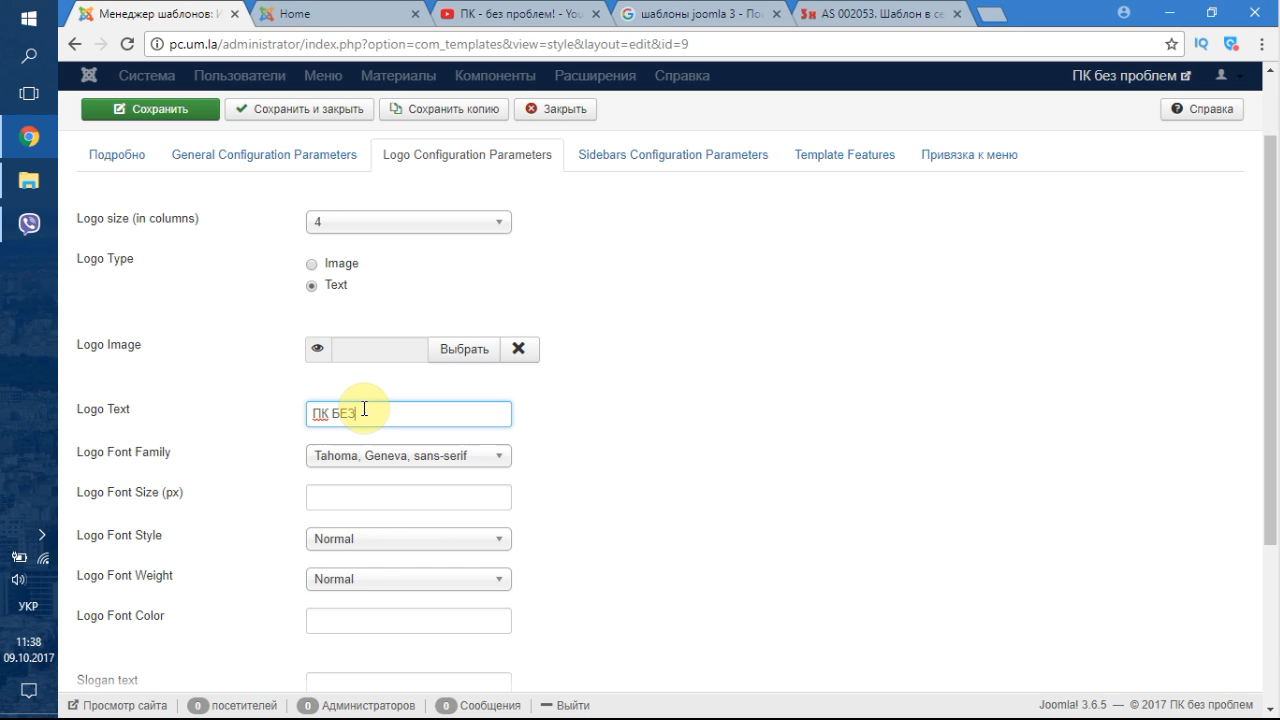 Менеджер шаблонов: И
Home
ПК - без проблем! - You
шаблоны joomla 3 - По
AS 002053. Шаблон в се
pc.um.la/administrator/index.php?option=com_templates&view=style&layout=edit&id=9
IQ
Система Пользователи Меню Материалы Компоненты Расширения Справка
ПК без проблем
Сохранить
Сохранить и закрыть
Сохранить копию
Закрыть
Справка
Подробно
General Configuration Parameters
Logo Configuration Parameters
Sidebars Configuration Parameters
Template Features
Привязка к меню
Logo size (in columns)
4
Logo Type
Image
Text
Logo Image
Выбрать
Logo Text
ПК БЕЗ
Logo Font Family
Tahoma, Geneva, sans-serif
Logo Font Size (px)
Logo Font Style
Normal
Logo Font Weight
Normal
Logo Font Color
Slogan text
УКР
11:38
09.10.2017
Просмотр сайта
0 посетителей
0 Администраторов
0 Сообщения
Выйти
Joomla! 3.6.5 — © 2017 ПК без проблем